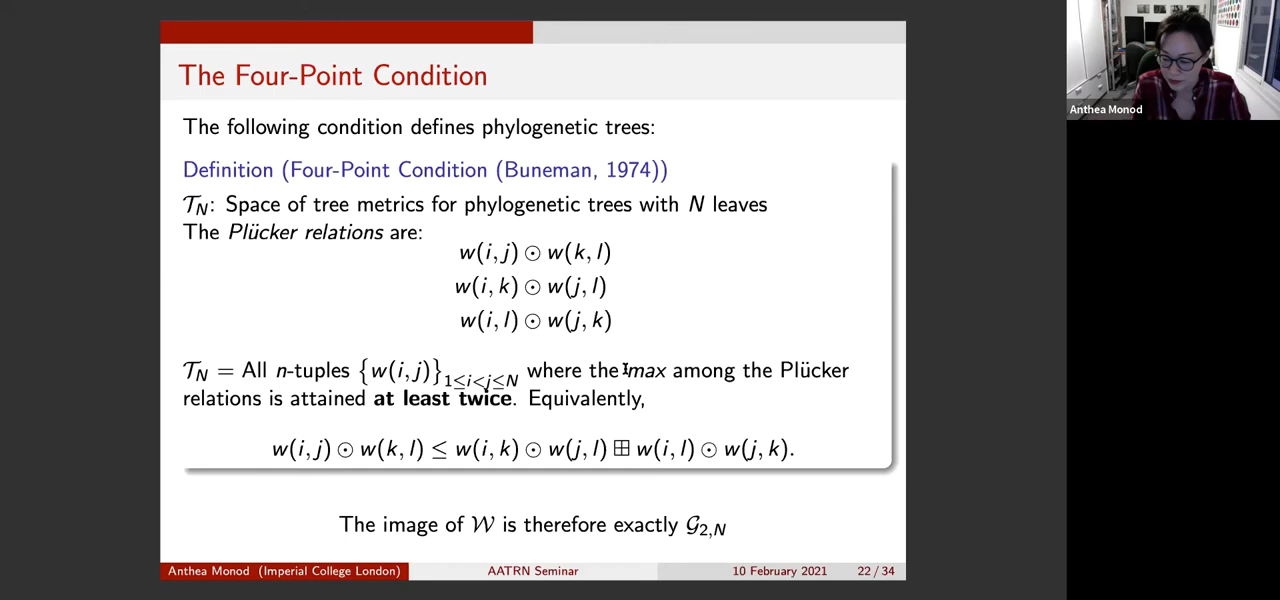 The Four-Point Condition
The following condition defines phylogenetic trees:
Definition (Four-Point Condition (Buneman, 1974))
𝒯_N: Space of tree metrics for phylogenetic trees with N leaves
The Plücker relations are:
w(i, j) ⊙ w(k, l)
w(i, k) ⊙ w(j, l)
w(i, l) ⊙ w(j, k)
𝒯_N = All n-tuples {w(i, j)}_{1≤i<j≤N} where the max among the Plücker
relations is attained at least twice. Equivalently,
w(i, j) ⊙ w(k, l) ≤ w(i, k) ⊙ w(j, l) ⊞ w(i, l) ⊙ w(j, k).
The image of 𝒲 is therefore exactly 𝒢_{2,N}
Anthea Monod (Imperial College London) AATRN Seminar 10 February 2021 22 / 34
Anthea Monod